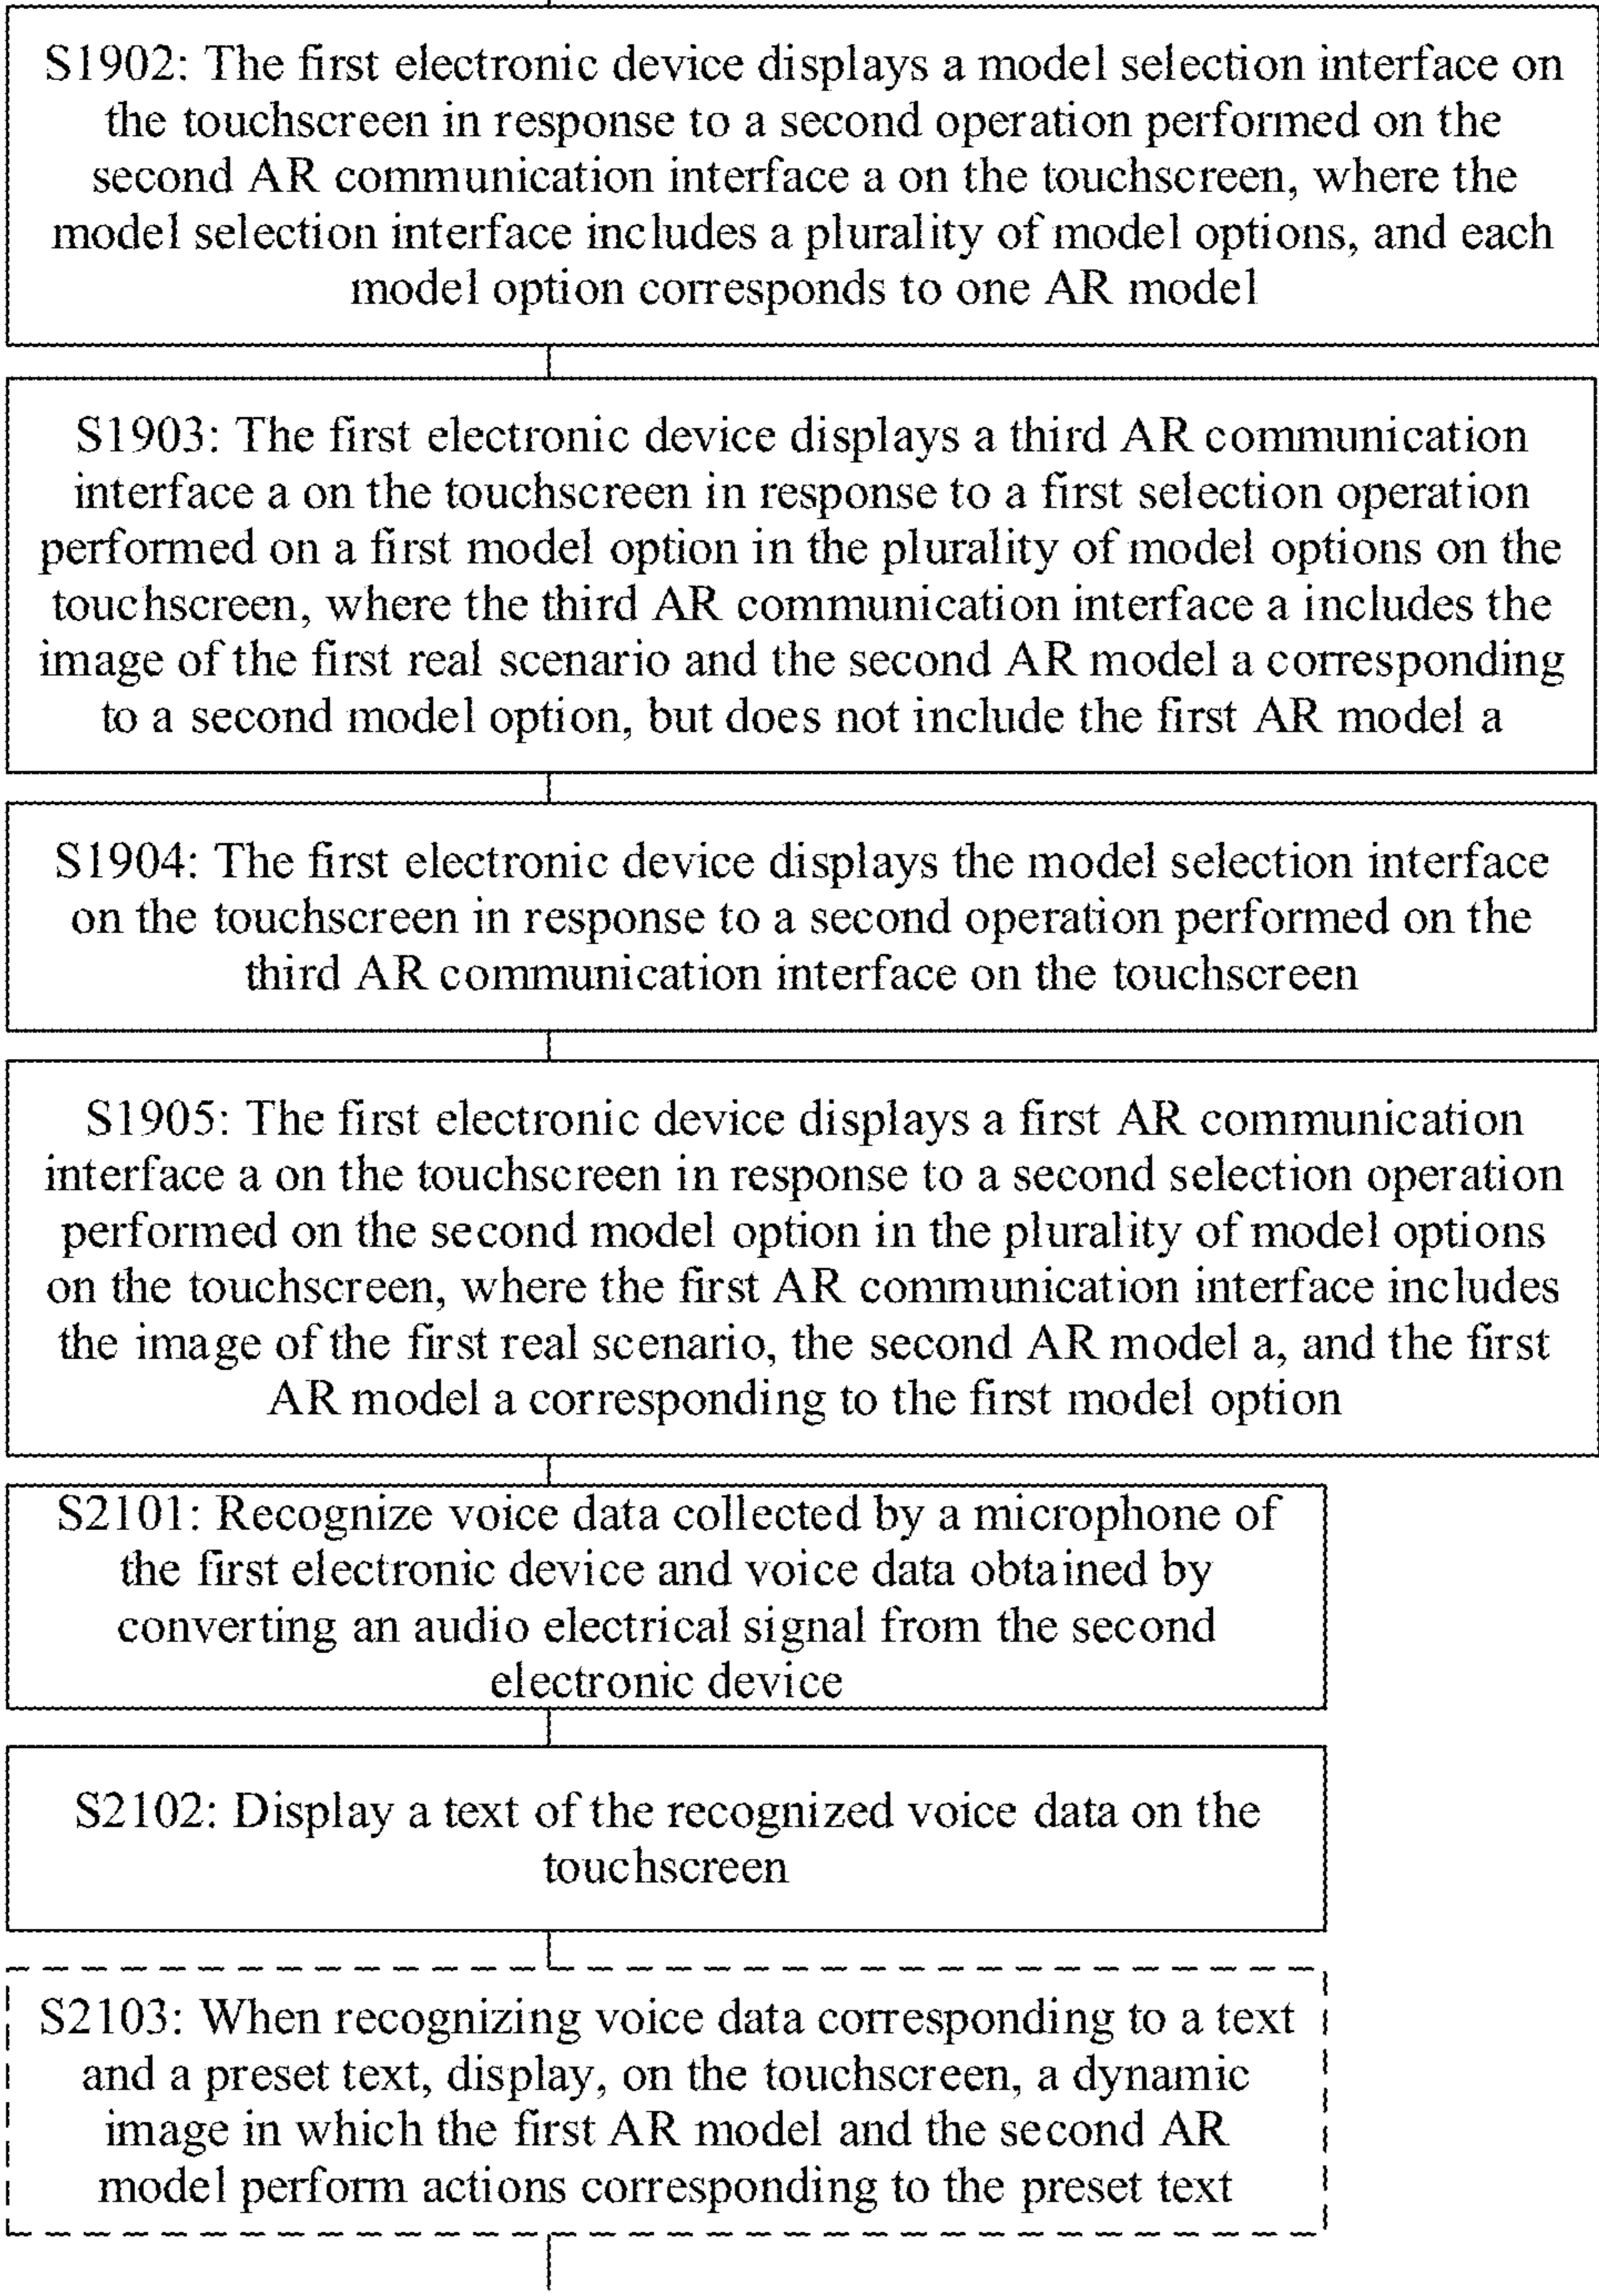 S1902: The first electronic device displays a model selection interface on
the touchscreen in response to a second operation performed on the
second AR communication interface a on the touchscreen, where the
model selection interface includes a plurality of model options, and each
model option corresponds to one AR model
S1903: The first electronic device displays a third AR communication
interface a on the touchscreen in response to a first selection operation
performed on a first model option in the plurality of model options on the
touchscreen, where the third AR communication interface a includes the
image of the first real scenario and the second AR model a corresponding
to a second model option, but does not include the first AR model a
S1904: The first electronic device displays the model selection interface
on the touchscreen in response to a second operation performed on the
third AR communication interface on the touchscreen
S1905: The first electronic device displays a first AR communication
interface a on the touchscreen in response to a second selection operation
performed on the second model option in the plurality of model options
on the touchscreen, where the first AR communication interface includes
the image of the first real scenario, the second AR model a, and the first
AR model a corresponding to the first model option
S2101: Recognize voice data collected by a microphone of
the first electronic device and voice data obtained by
converting an audio electrical signal from the second
electronic device
S2102: Display a text of the recognized voice data on the
touchscreen
S2103: When recognizing voice data corresponding to a text
and a preset text, display, on the touchscreen, a dynamic
image in which the first AR model and the second AR
model perform actions corresponding to the preset text